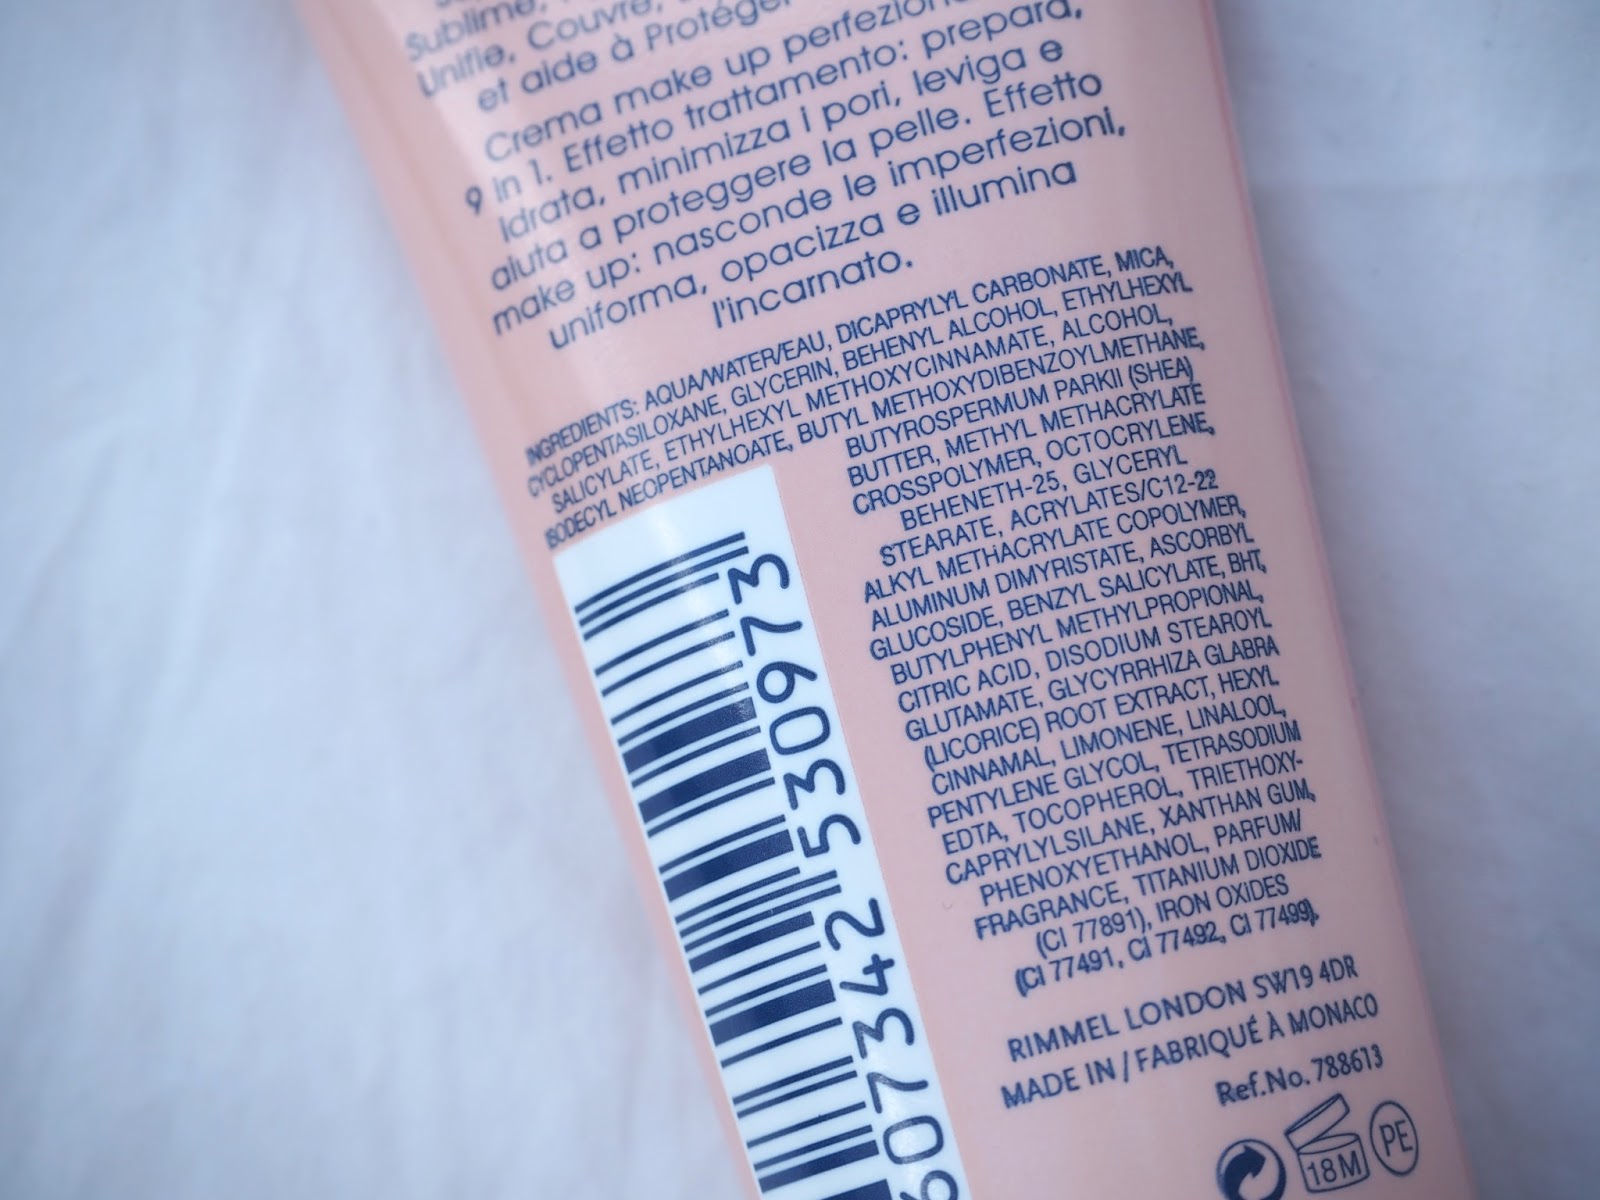 Sublime,
Unifie, Couvre,
et aide à Protéger
Crema make up perfezion
9 in 1. Effetto trattamento: prepara,
Idrata, minimizza i pori, leviga e
aiuta a proteggere la pelle. Effetto
make up: nasconde le imperfezioni,
uniforma, opacizza e illumina
l'incarnato.
INGREDIENTS: AQUA/WATER/EAU, DICAPRYLYL CARBONATE, MICA,
CYCLOPENTASILOXANE, GLYCERIN, BEHENYL ALCOHOL, ETHYLHEXYL
SALICYLATE, ETHYLHEXYL METHOXYCINNAMATE, ALCOHOL,
ISODECYL NEOPENTANOATE, BUTYL METHOXYDIBENZOYLMETHANE,
BUTYROSPERMUM PARKII (SHEA)
BUTTER, METHYL METHACRYLATE
CROSSPOLYMER, OCTOCRYLENE,
BEHENETH-25, GLYCERYL
STEARATE, ACRYLATES/C12-22
ALKYL METHACRYLATE COPOLYMER,
ALUMINUM DIMYRISTATE, ASCORBYL
GLUCOSIDE, BENZYL SALICYLATE, BHT,
BUTYLPHENYL METHYLPROPIONAL,
CITRIC ACID, DISODIUM STEAROYL
GLUTAMATE, GLYCYRRHIZA GLABRA
(LICORICE) ROOT EXTRACT, HEXYL
CINNAMAL, LIMONENE, LINALOOL,
PENTYLENE GLYCOL, TETRASODIUM
EDTA, TOCOPHEROL, TRIETHOXY-
CAPRYLYLSILANE, XANTHAN GUM,
PHENOXYETHANOL, PARFUM/
FRAGRANCE, TITANIUM DIOXIDE
(CI 77891), IRON OXIDES
(CI 77491, CI 77492, CI 77499).
607342 530973
RIMMEL LONDON SW19 4DR
MADE IN / FABRIQUÉ À MONACO
Ref.No. 788613
18M
PE